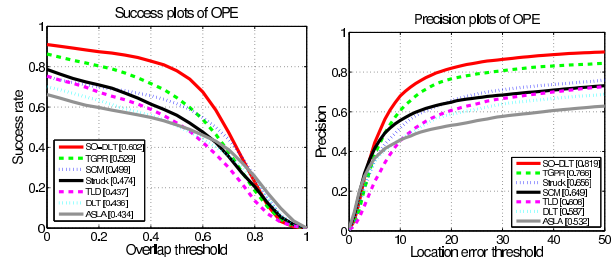 Success plots of OPE
Success rate
1
0.8
0.6
0.4
0.2
0
SO-DLT [0.602]
TGPR [0.529]
SCM [0.499]
Struck [0.474]
TLD [0.437]
DLT [0.436]
ASLA [0.434]
0 0.2 0.4 0.6 0.8 1
Overlap threshold
Precision plots of OPE
Precision
1
0.8
0.6
0.4
0.2
0
SO-DLT [0.819]
TGPR [0.766]
Struck [0.656]
SCM [0.649]
TLD [0.608]
DLT [0.587]
ASLA [0.532]
0 10 20 30 40 50
Location error threshold